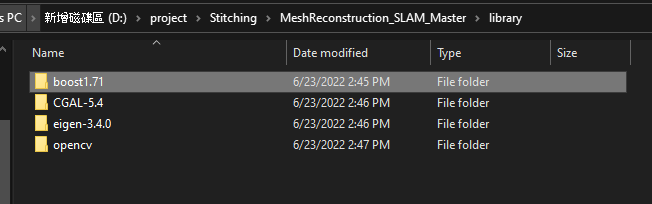 s PC > 新增磁碟區 (D:) > project > Stitching > MeshReconstruction_SLAM_Master > library
Name Date modified Type Size
boost1.71 6/23/2022 2:45 PM File folder
CGAL-5.4 6/23/2022 2:46 PM File folder
eigen-3.4.0 6/23/2022 2:46 PM File folder
opencv 6/23/2022 2:47 PM File folder